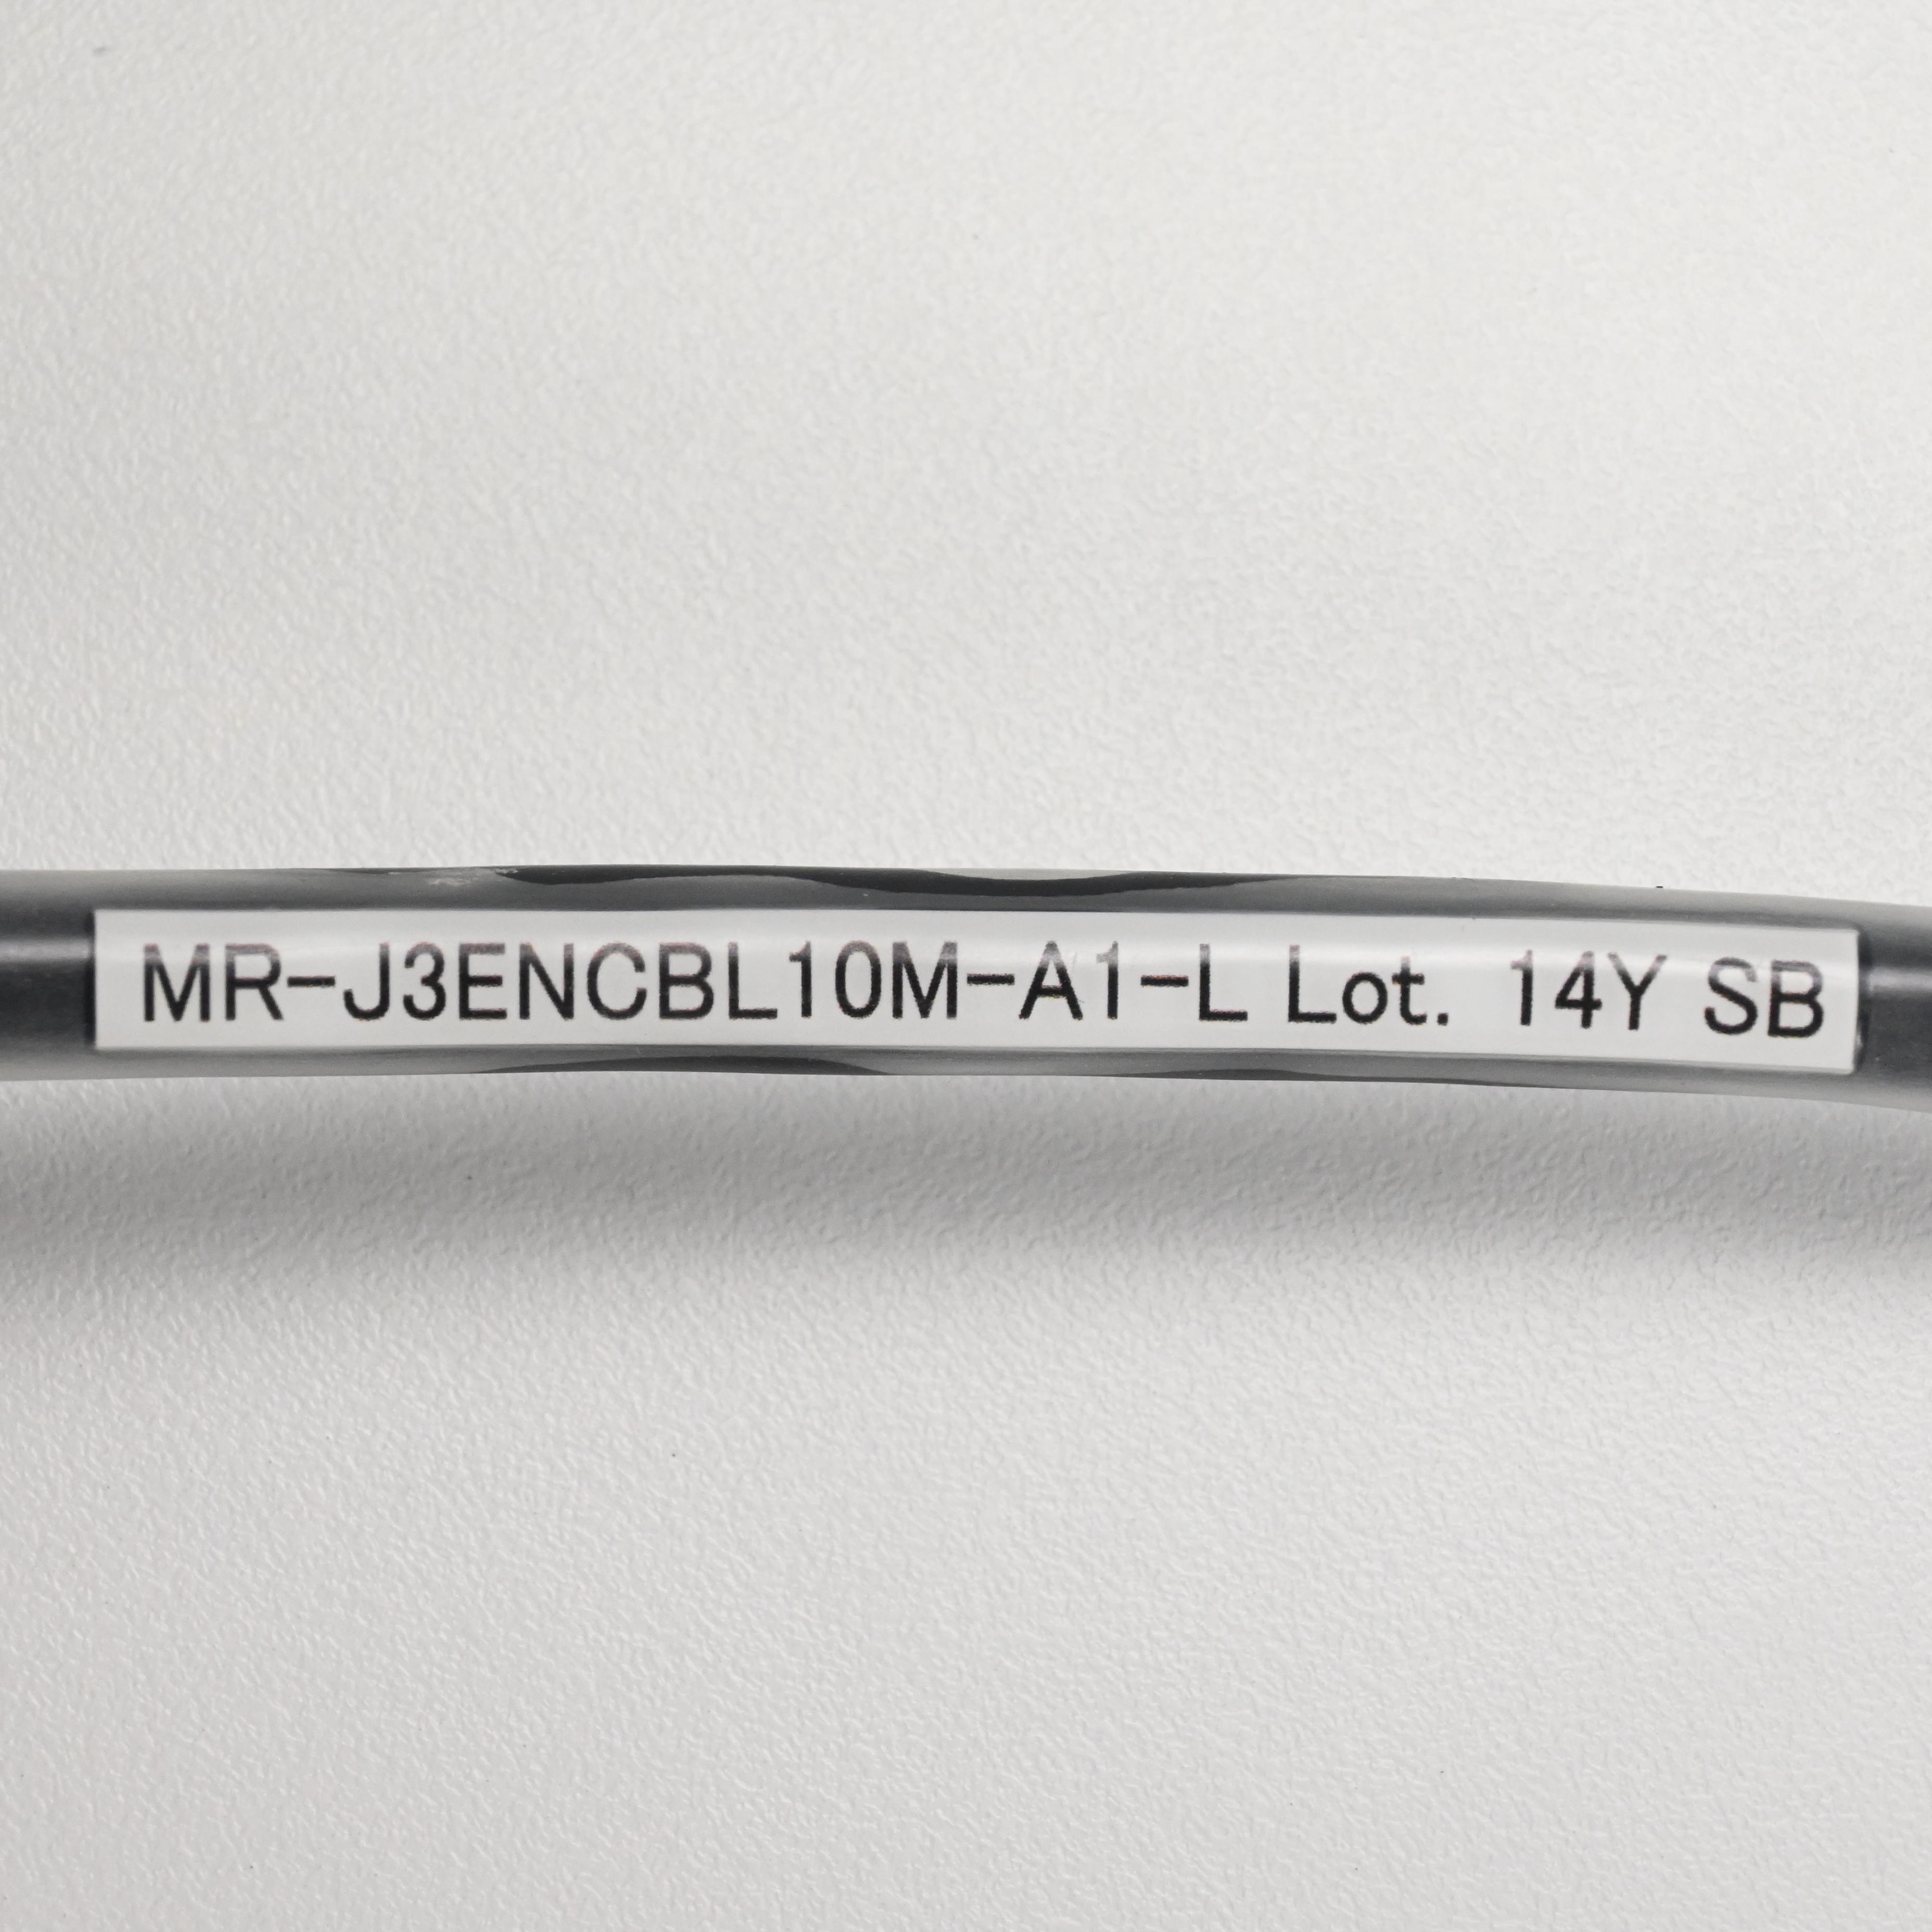 MR-J3ENCBL10M-A1-L Lot. 14Y SB